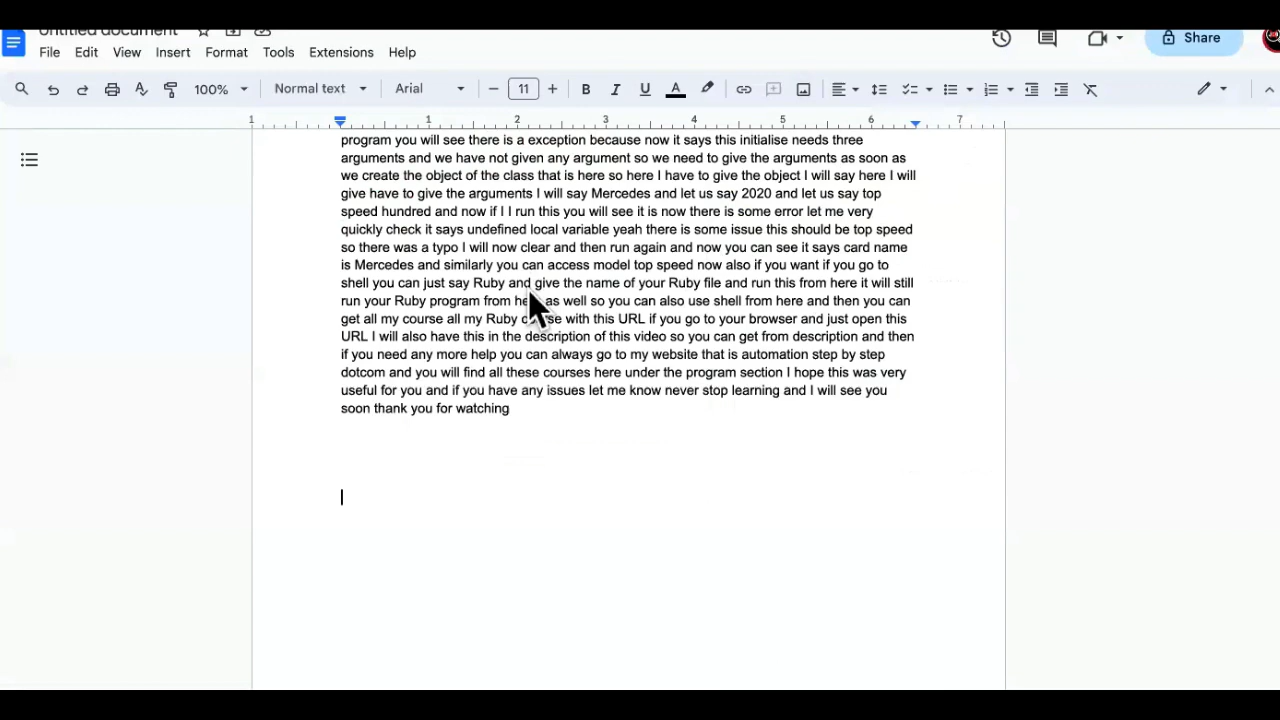 Untitled document
File Edit View Insert Format Tools Extensions Help
Share
100% Normal text Arial 11
1 1 2 3 4 5 6 7
program you will see there is a exception because now it says this initialise needs three
arguments and we have not given any argument so we need to give the arguments as soon as
we create the object of the class that is here so here I have to give the object I will say here I will
give have to give the arguments I will say Mercedes and let us say 2020 and let us say top
speed hundred and now if I I run this you will see it is now there is some error let me very
quickly check it says undefined local variable yeah there is some issue this should be top speed
so there was a typo I will now clear and then run again and now you can see it says card name
is Mercedes and similarly you can access model top speed now also if you want if you go to
shell you can just say Ruby and give the name of your Ruby file and run this from here it will still
run your Ruby program from here as well so you can also use shell from here and then you can
get all my course all my Ruby course with this URL if you go to your browser and just open this
URL I will also have this in the description of this video so you can get from description and then
if you need any more help you can always go to my website that is automation step by step
dotcom and you will find all these courses here under the program section I hope this was very
useful for you and if you have any issues let me know never stop learning and I will see you
soon thank you for watching